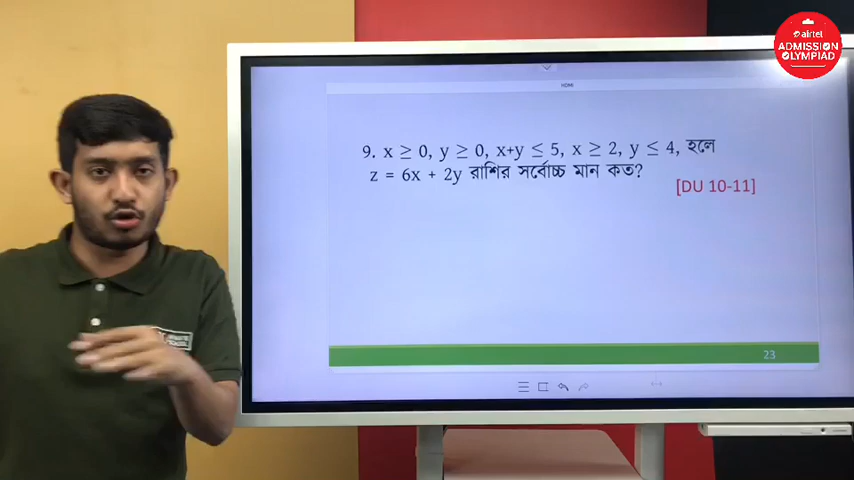 airtel
ADMISSION
OLYMPIAD
9. x ≥ 0, y ≥ 0, x+y ≤ 5, x ≥ 2, y ≤ 4, হলে
z = 6x + 2y রাশির সর্বোচ্চ মান কত?
[DU 10-11]
23